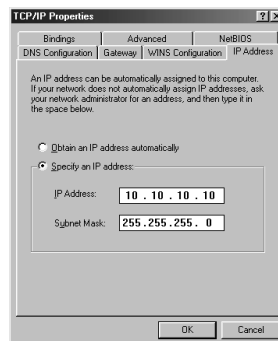 TCP/IP Properties
Bindings Advanced NetBIOS
DNS Configuration Gateway WINS Configuration IP Address
An IP address can be automatically assigned to this computer.
If your network does not automatically assign IP addresses, ask
your network administrator for an address, and then type it in
the space below.
Obtain an IP address automatically
Specify an IP address:
IP Address: 10 . 10 . 10 . 10
Subnet Mask: 255 . 255 . 255 . 0
OK Cancel